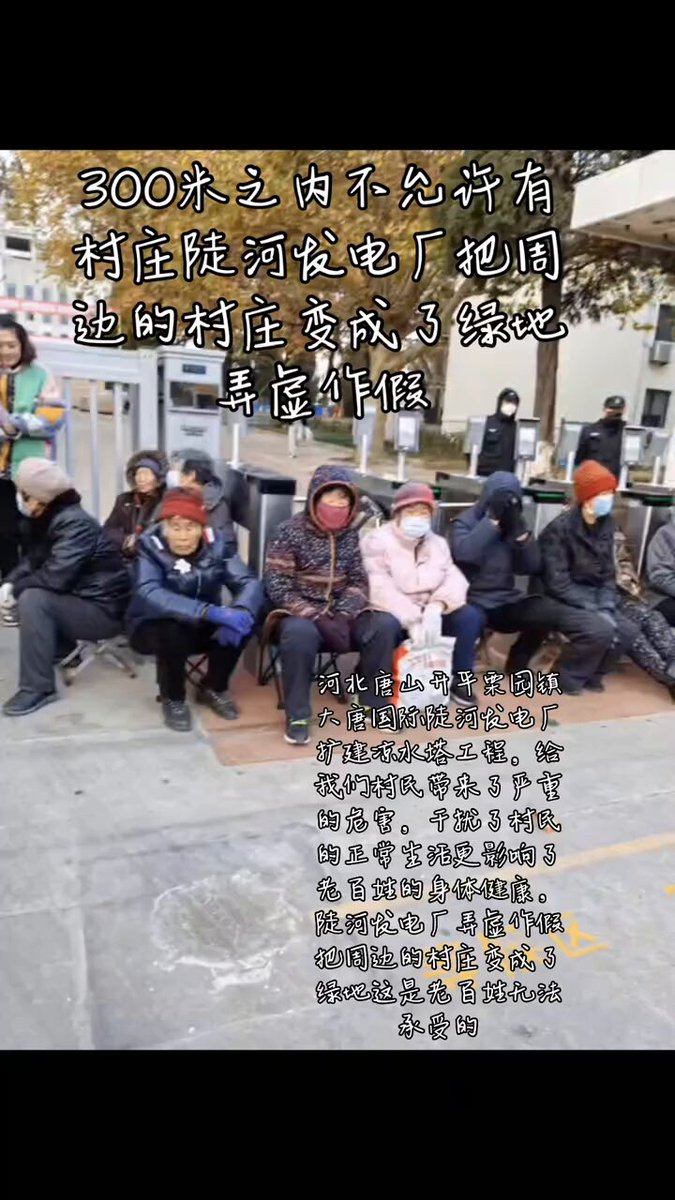 300米之内不允许有
村庄陡河发电厂把周
边的村庄变成了绿地
弄虚作假
河北唐山开平栗园镇
大唐国际陡河发电厂
扩建凉水塔工程。给
我们村民带来了严重
的危害。干扰了村民
的正常生活更影响了
老百姓的身体健康。
陡河发电厂弄虚作假
把周边的村庄变成了
绿地这是老百姓无法
承受的